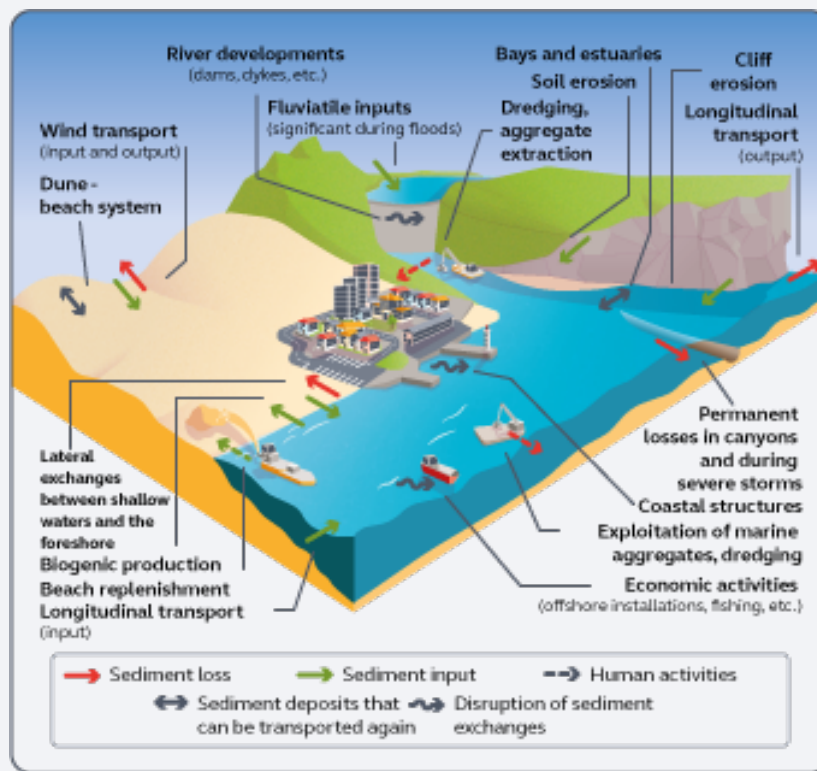 River developments
(dams, dykes, etc.)
Bays and estuaries
Soil erosion
Cliff
erosion
Fluviatile inputs
(significant during floods)
Dredging,
aggregate
extraction
Longitudinal
transport
(output)
Wind transport
(input and output)
Dune -
beach system
Permanent
losses in canyons
and during
severe storms
Coastal structures
Exploitation of marine
aggregates, dredging
Economic activities
(offshore installations, fishing, etc.)
Lateral
exchanges
between shallow
waters and the
foreshore
Biogenic production
Beach replenishment
Longitudinal transport
(input)
Sediment loss
Sediment input
Human activities
Sediment deposits that
can be transported again
Disruption of sediment
exchanges